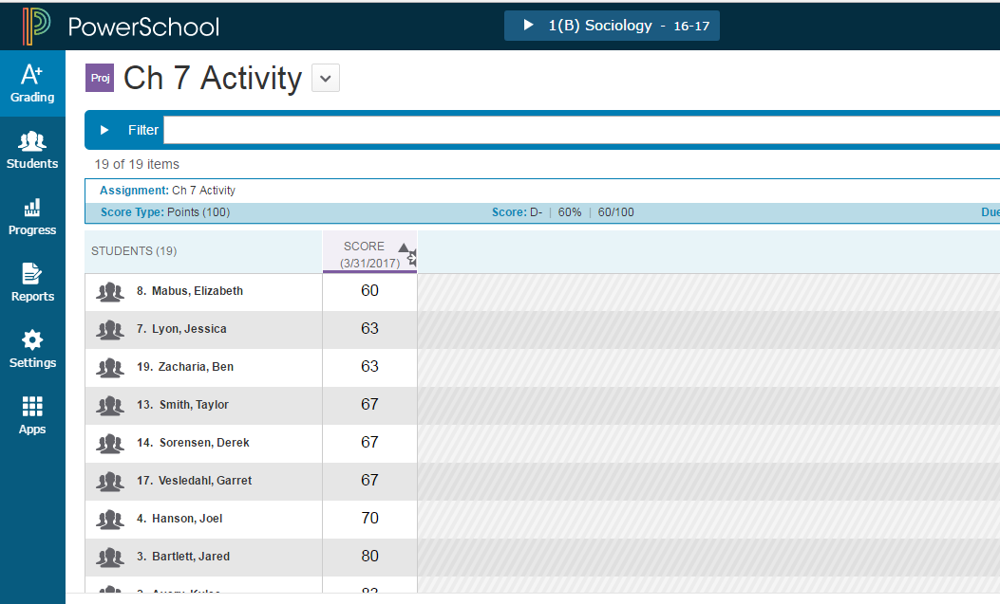 PowerSchool
1(B) Sociology - 16-17
A+
Grading
Students
Progress
Reports
Settings
Apps
Proj Ch 7 Activity
Filter
19 of 19 items
Assignment: Ch 7 Activity
Score Type: Points (100) Score: D- | 60% | 60/100 Due
STUDENTS (19) SCORE
(3/31/2017)
8. Mabus, Elizabeth 60
7. Lyon, Jessica 63
19. Zacharia, Ben 63
13. Smith, Taylor 67
14. Sorensen, Derek 67
17. Vesledahl, Garret 67
4. Hanson, Joel 70
3. Bartlett, Jared 80